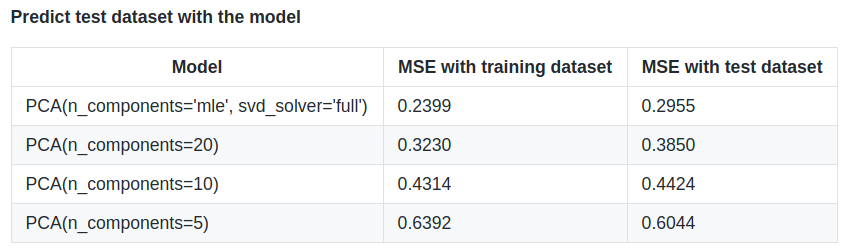 Predict test dataset with the model
Model MSE with training dataset MSE with test dataset
PCA(n_components='mle', svd_solver='full') 0.2399 0.2955
PCA(n_components=20) 0.3230 0.3850
PCA(n_components=10) 0.4314 0.4424
PCA(n_components=5) 0.6392 0.6044